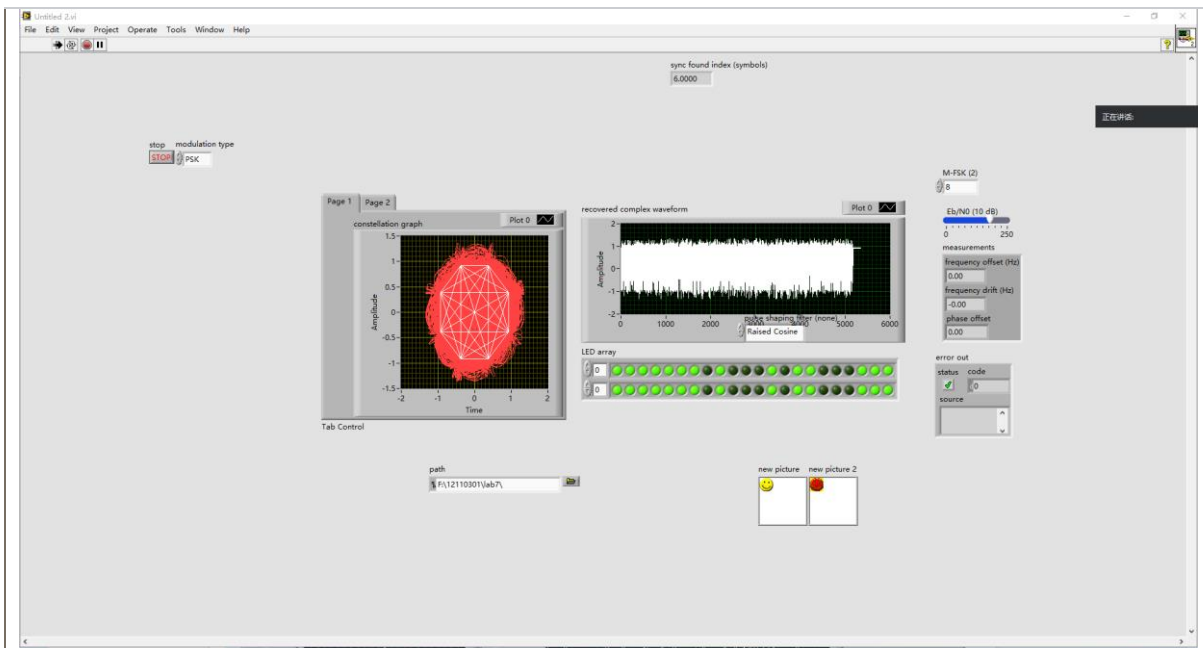 Untitled 2.vi
File Edit View Project Operate Tools Window Help
2
sync found index (symbols)
6.0000
正在讲话:
stop modulation type
STOP PSK
M-FSK (2)
8
Page 1 Page 2
constellation graph Plot 0
1.5
1
0.5
0
-0.5
-1
-1.5
Amplitude
-2 -1 0 1 2
Time
Tab Control
recovered complex waveform Plot 0
2
1
0
-1
-2
Amplitude
0 1000 2000 3000 4000 5000 6000
pulse shaping filter (none)
Raised Cosine
Eb/N0 (10 dB)
0 250
measurements
frequency offset (Hz)
0.00
frequency drift (Hz)
-0.00
phase offset
0.00
LED array
0
0
error out
status code
0
source
path
F:\12110301\lab7\
new picture new picture 2